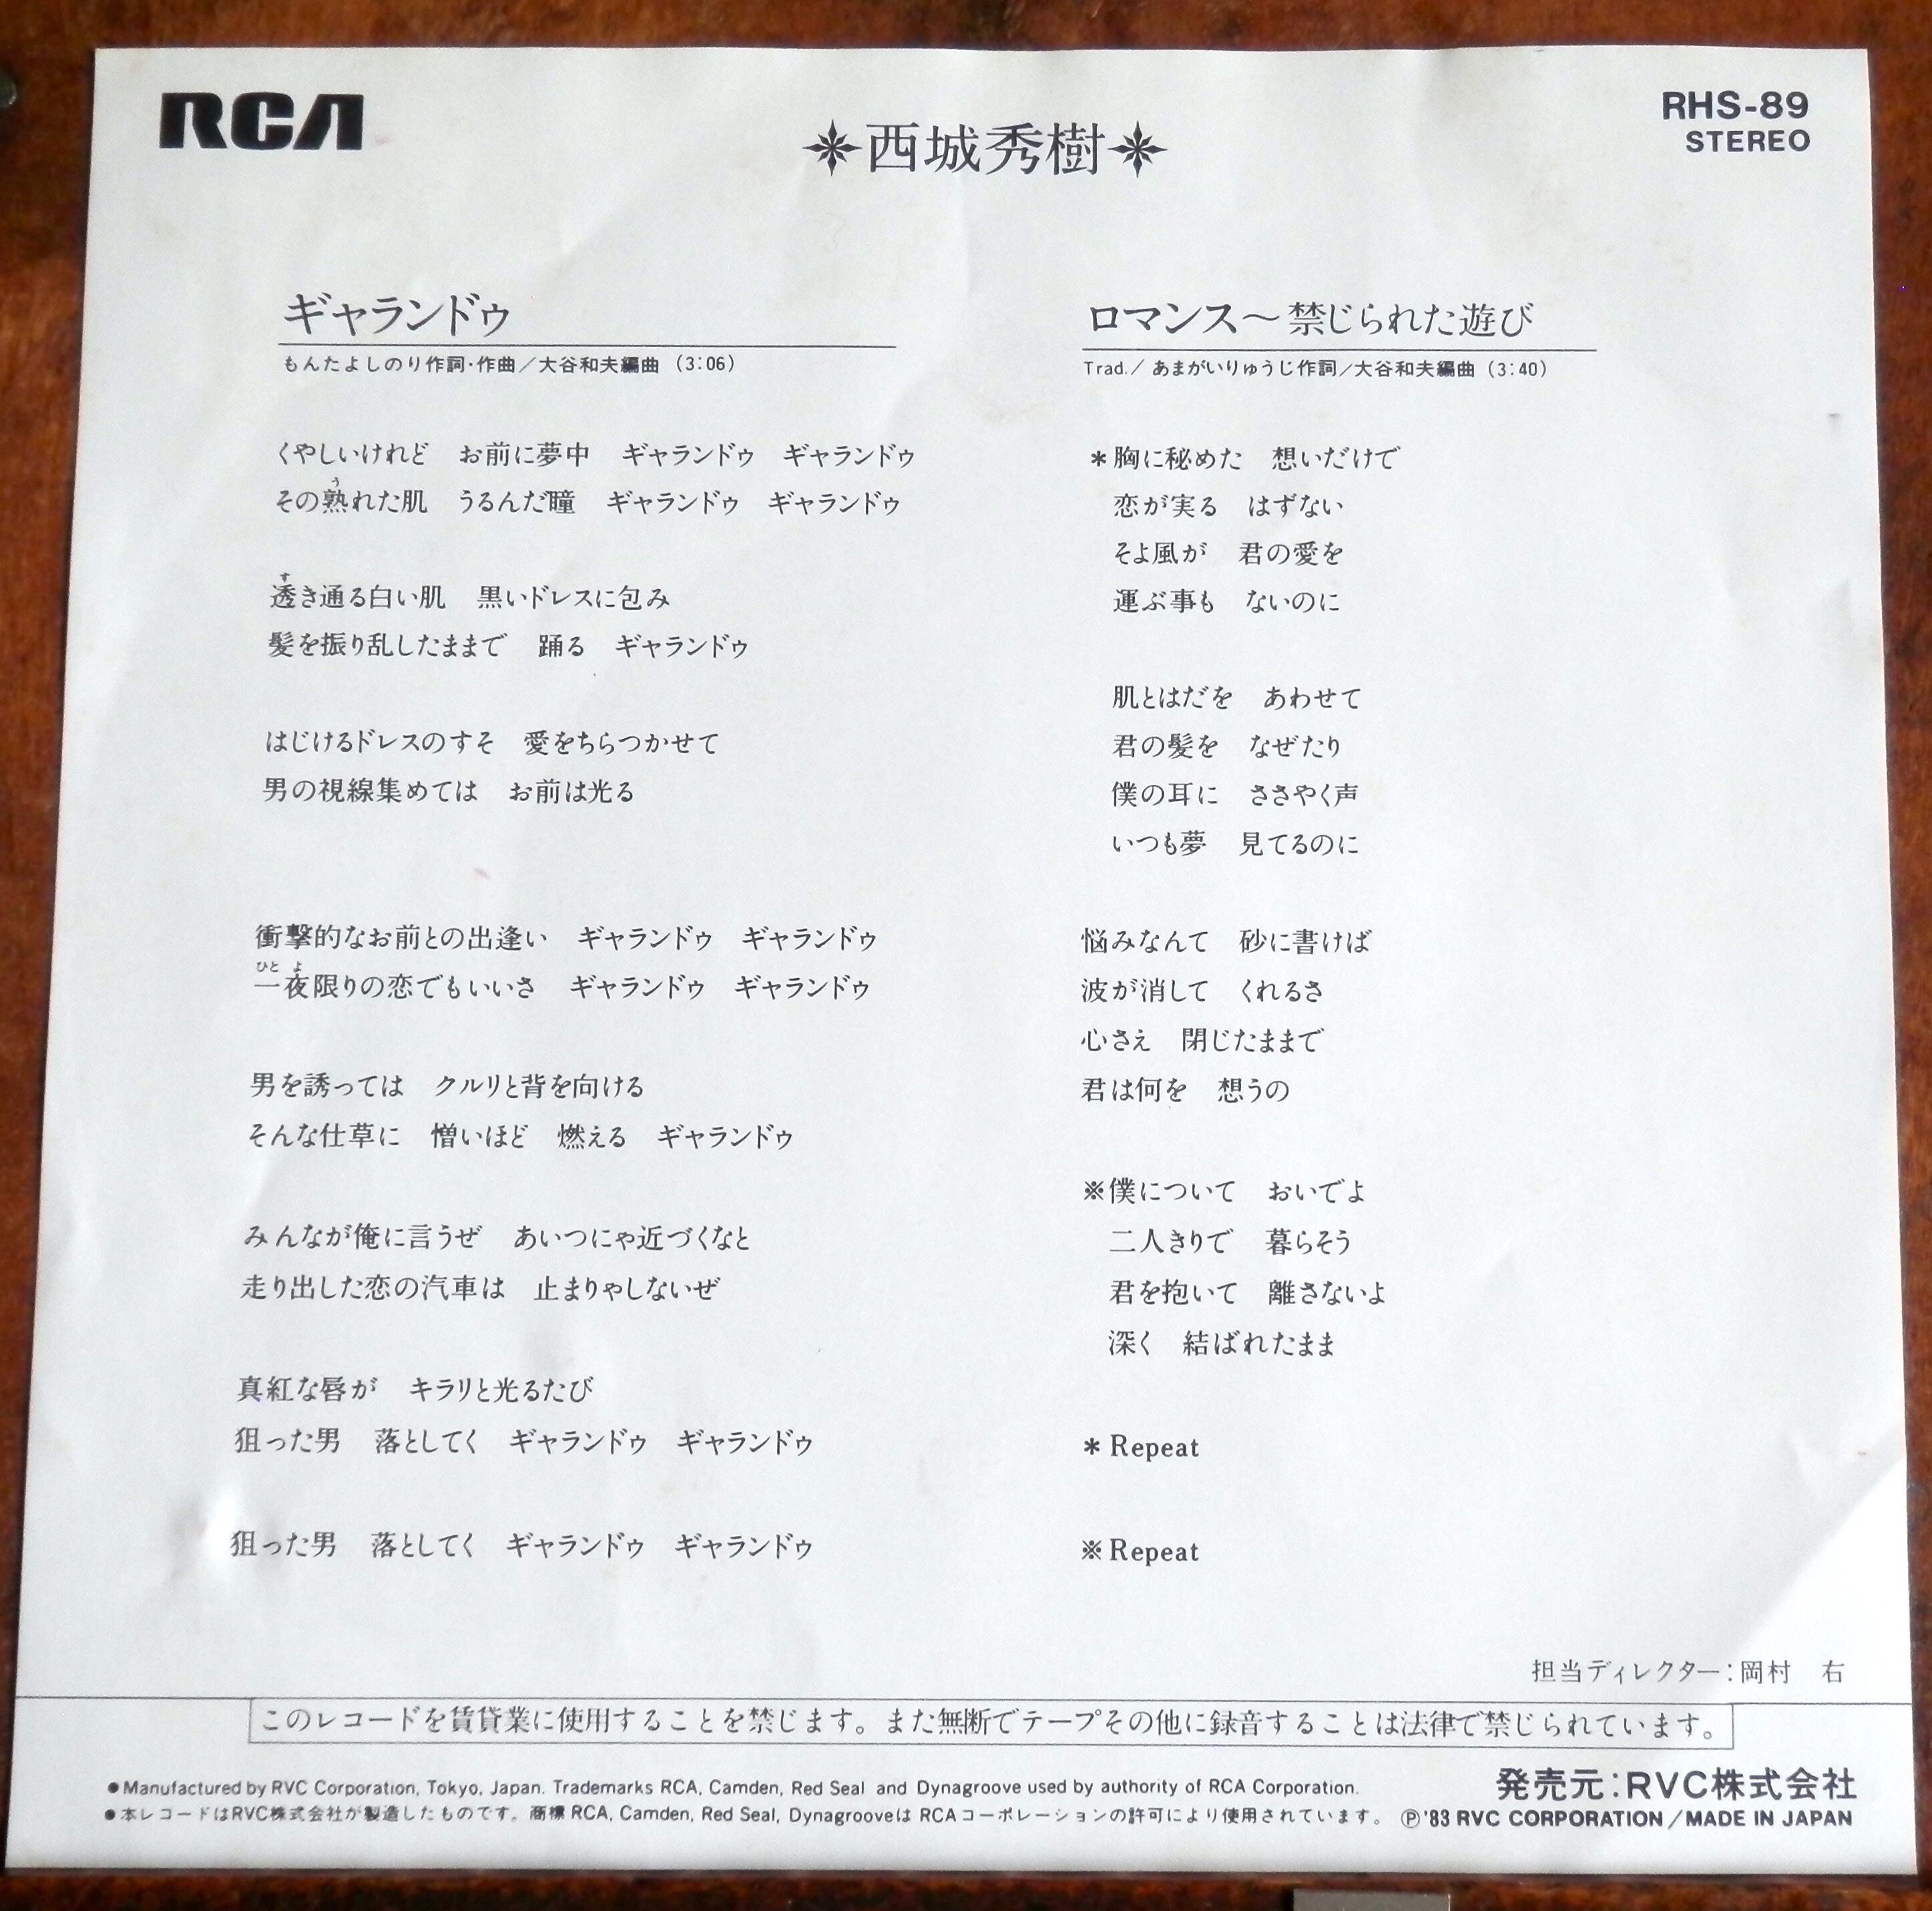 RCA
RHS-89
STEREO
西城秀樹
ギャランドゥ
もんたよしのり作詞・作曲／大谷和夫編曲 (3:06)
くやしいけれど　お前に夢中　ギャランドゥ　ギャランドゥ
その熟れた肌　うるんだ瞳　ギャランドゥ　ギャランドゥ
透き通る白い肌　黒いドレスに包み
髪を振り乱したままで　踊る　ギャランドゥ
はじけるドレスのすそ　愛をちらつかせて
男の視線集めては　お前は光る
衝撃的なお前との出逢い　ギャランドゥ　ギャランドゥ
一夜限りの恋でもいいさ　ギャランドゥ　ギャランドゥ
男を誘っては　クルリと背を向ける
そんな仕草に　憎いほど　燃える　ギャランドゥ
みんなが俺に言うぜ　あいつにゃ近づくなと
走り出した恋の汽車は　止まりゃしないぜ
真紅な唇が　キラリと光るたび
狙った男　落としてく　ギャランドゥ　ギャランドゥ
狙った男　落としてく　ギャランドゥ　ギャランドゥ
ロマンス〜禁じられた遊び
Trad.／あまがいりゅうじ作詞／大谷和夫編曲 (3:40)
＊胸に秘めた　想いだけで
恋が実る　はずない
そよ風が　君の愛を
運ぶ事も　ないのに
肌とはだを　あわせて
君の髪を　なぜたり
僕の耳に　ささやく声
いつも夢　見てるのに
悩みなんて　砂に書けば
波が消して　くれるさ
心さえ　閉じたままで
君は何を　想うの
※僕について　おいでよ
二人きりで　暮らそう
君を抱いて　離さないよ
深く　結ばれたまま
＊Repeat
※Repeat
担当ディレクター：岡村　右
このレコードを賃貸業に使用することを禁じます。また無断でテープその他に録音することは法律で禁じられています。
●Manufactured by RVC Corporation, Tokyo, Japan. Trademarks RCA, Camden, Red Seal and Dynagroove used by authority of RCA Corporation.
●本レコードはRVC株式会社が製造したものです。商標 RCA, Camden, Red Seal, Dynagrooveは RCAコーポレーションの許可により使用されています。
発売元：RVC株式会社
Ⓟ'83 RVC CORPORATION／MADE IN JAPAN